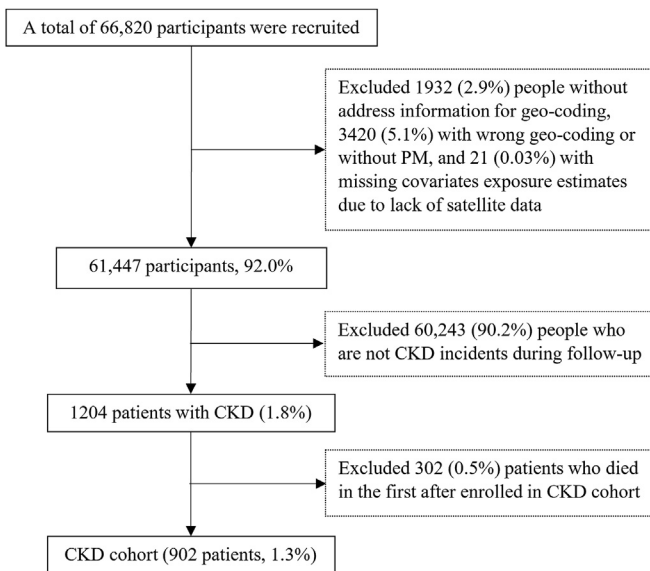 A total of 66,820 participants were recruited
Excluded 1932 (2.9%) people without
address information for geo-coding,
3420 (5.1%) with wrong geo-coding or
without PM, and 21 (0.03%) with
missing covariates exposure estimates
due to lack of satellite data
61,447 participants, 92.0%
Excluded 60,243 (90.2%) people who
are not CKD incidents during follow-up
1204 patients with CKD (1.8%)
Excluded 302 (0.5%) patients who died
in the first after enrolled in CKD cohort
CKD cohort (902 patients, 1.3%)